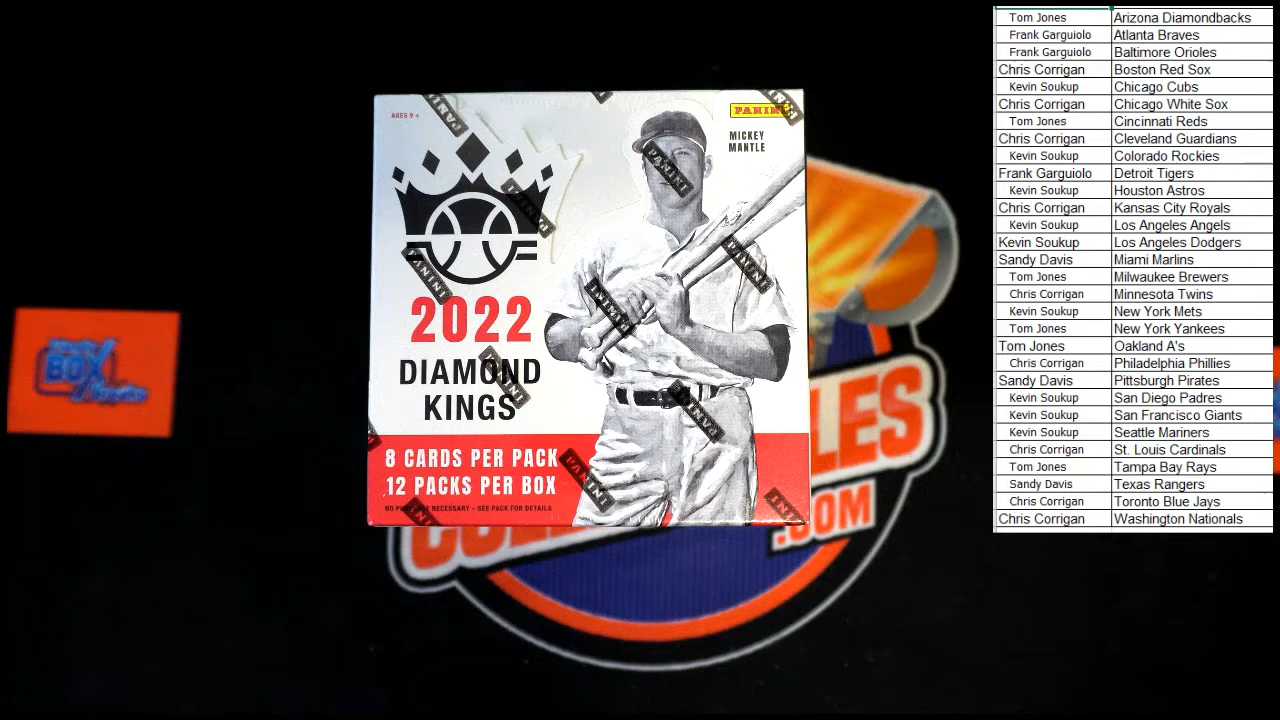 AGES 9+
PANINI
MICKEY
MANTLE
2022
DIAMOND
KINGS
8 CARDS PER PACK
12 PACKS PER BOX
NO PURCHASE NECESSARY - SEE PACK FOR DETAILS
BOX
LES
.COM
Tom Jones Arizona Diamondbacks
Frank Garguiolo Atlanta Braves
Frank Garguiolo Baltimore Orioles
Chris Corrigan Boston Red Sox
Kevin Soukup Chicago Cubs
Chris Corrigan Chicago White Sox
Tom Jones Cincinnati Reds
Chris Corrigan Cleveland Guardians
Kevin Soukup Colorado Rockies
Frank Garguiolo Detroit Tigers
Kevin Soukup Houston Astros
Chris Corrigan Kansas City Royals
Kevin Soukup Los Angeles Angels
Kevin Soukup Los Angeles Dodgers
Sandy Davis Miami Marlins
Tom Jones Milwaukee Brewers
Chris Corrigan Minnesota Twins
Kevin Soukup New York Mets
Tom Jones New York Yankees
Tom Jones Oakland A's
Chris Corrigan Philadelphia Phillies
Sandy Davis Pittsburgh Pirates
Kevin Soukup San Diego Padres
Kevin Soukup San Francisco Giants
Kevin Soukup Seattle Mariners
Chris Corrigan St. Louis Cardinals
Tom Jones Tampa Bay Rays
Sandy Davis Texas Rangers
Chris Corrigan Toronto Blue Jays
Chris Corrigan Washington Nationals